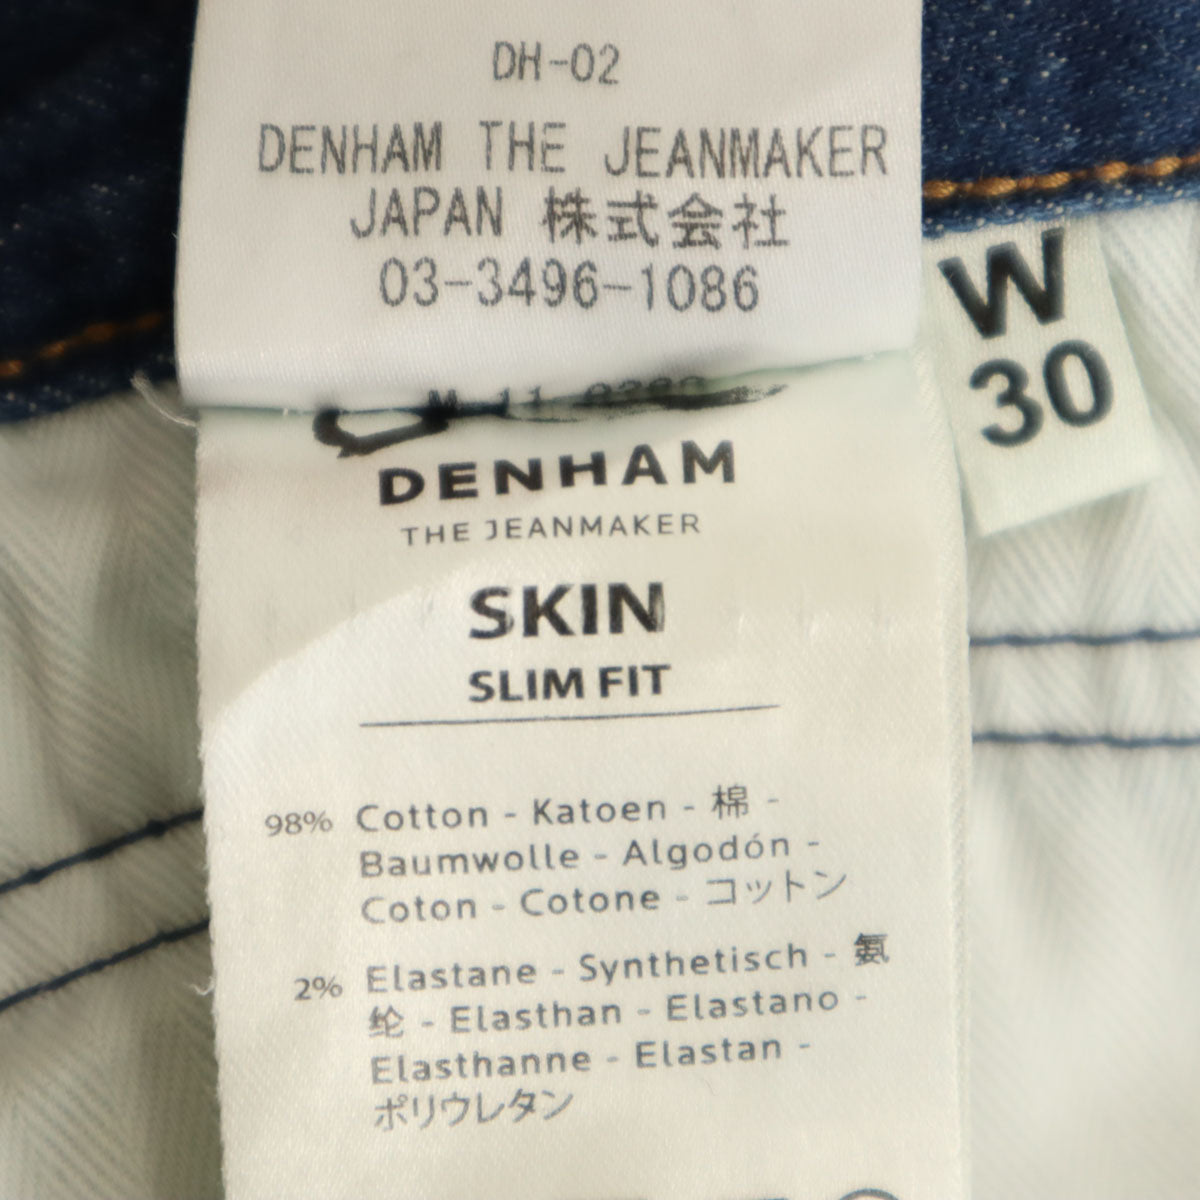 DH-02
DENHAM THE JEANMAKER
JAPAN 株式会社
03-3496-1086
W
30
DENHAM
THE JEANMAKER
SKIN
SLIM FIT
98% Cotton - Katoen - 棉 -
Baumwolle - Algodón -
Coton - Cotone - コットン
2% Elastane - Synthetisch - 氨
纶 - Elasthan - Elastano -
Elasthanne - Elastan -
ポリウレタン